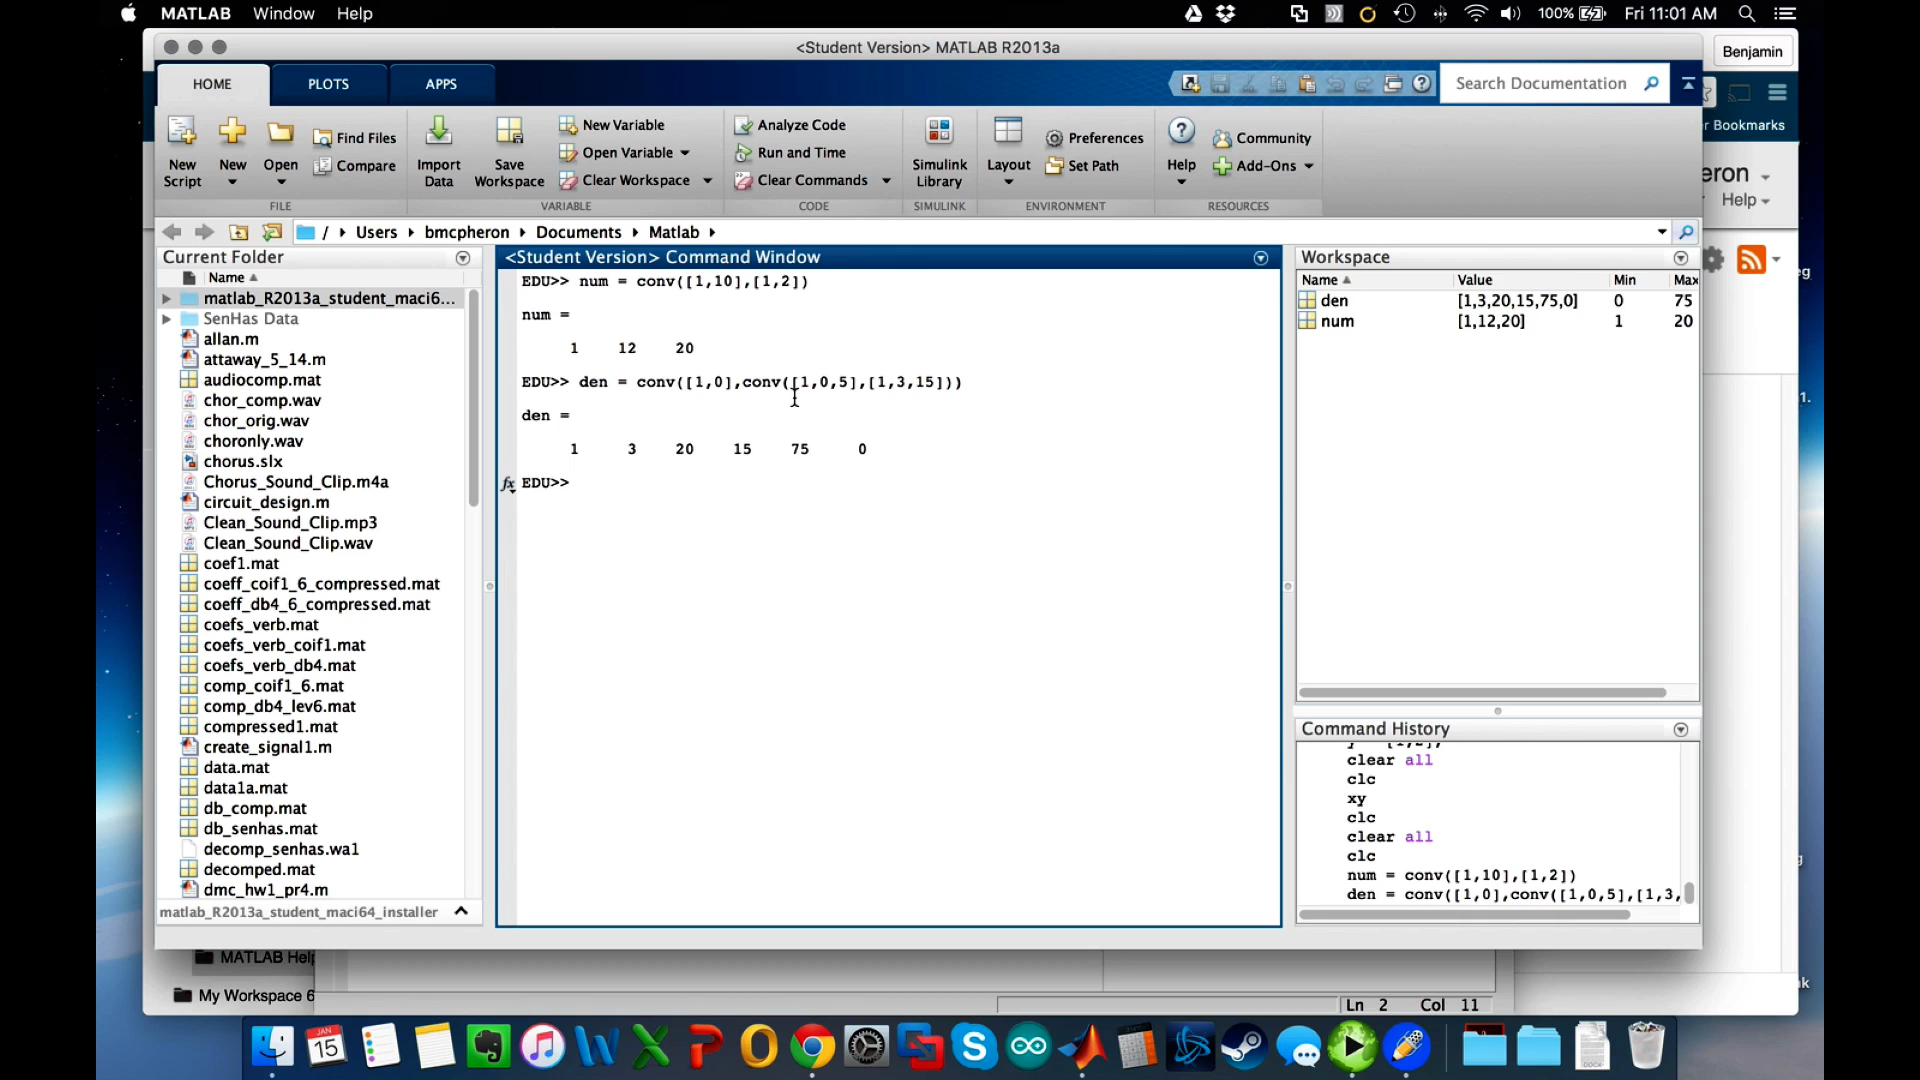 MATLAB Window Help 100% Fri 11:01 AM
<Student Version> MATLAB R2013a
Benjamin
HOME PLOTS APPS Search Documentation
Bookmarks
New Script
New
Open
Find Files
Compare
FILE
Import Data
Save Workspace
New Variable
Open Variable
Clear Workspace
VARIABLE
Analyze Code
Run and Time
Clear Commands
CODE
Simulink Library
SIMULINK
Layout
Preferences
Set Path
ENVIRONMENT
Help
Community
Add-Ons
RESOURCES
eron
Help
/ Users bmcpheron Documents Matlab
Current Folder
Name
matlab_R2013a_student_maci6...
SenHas Data
allan.m
attaway_5_14.m
audiocomp.mat
chor_comp.wav
chor_orig.wav
choronly.wav
chorus.slx
Chorus_Sound_Clip.m4a
circuit_design.m
Clean_Sound_Clip.mp3
Clean_Sound_Clip.wav
coef1.mat
coeff_coif1_6_compressed.mat
coeff_db4_6_compressed.mat
coefs_verb.mat
coefs_verb_coif1.mat
coefs_verb_db4.mat
comp_coif1_6.mat
comp_db4_lev6.mat
compressed1.mat
create_signal1.m
data.mat
data1a.mat
db_comp.mat
db_senhas.mat
decomp_senhas.wa1
decomped.mat
dmc_hw1_pr4.m
matlab_R2013a_student_maci64_installer
<Student Version> Command Window
EDU>> num = conv([1,10],[1,2])
num =
1 12 20
EDU>> den = conv([1,0],conv([1,0,5],[1,3,15]))
den =
1 3 20 15 75 0
fx EDU>>
Workspace
Name Value Min Max
den [1,3,20,15,75,0] 0 75
num [1,12,20] 1 20
Command History
clear all
clc
xy
clc
clear all
clc
num = conv([1,10],[1,2])
den = conv([1,0],conv([1,0,5],[1,3,
MATLAB Help
My Workspace 6
Ln 2 Col 11
JAN
15